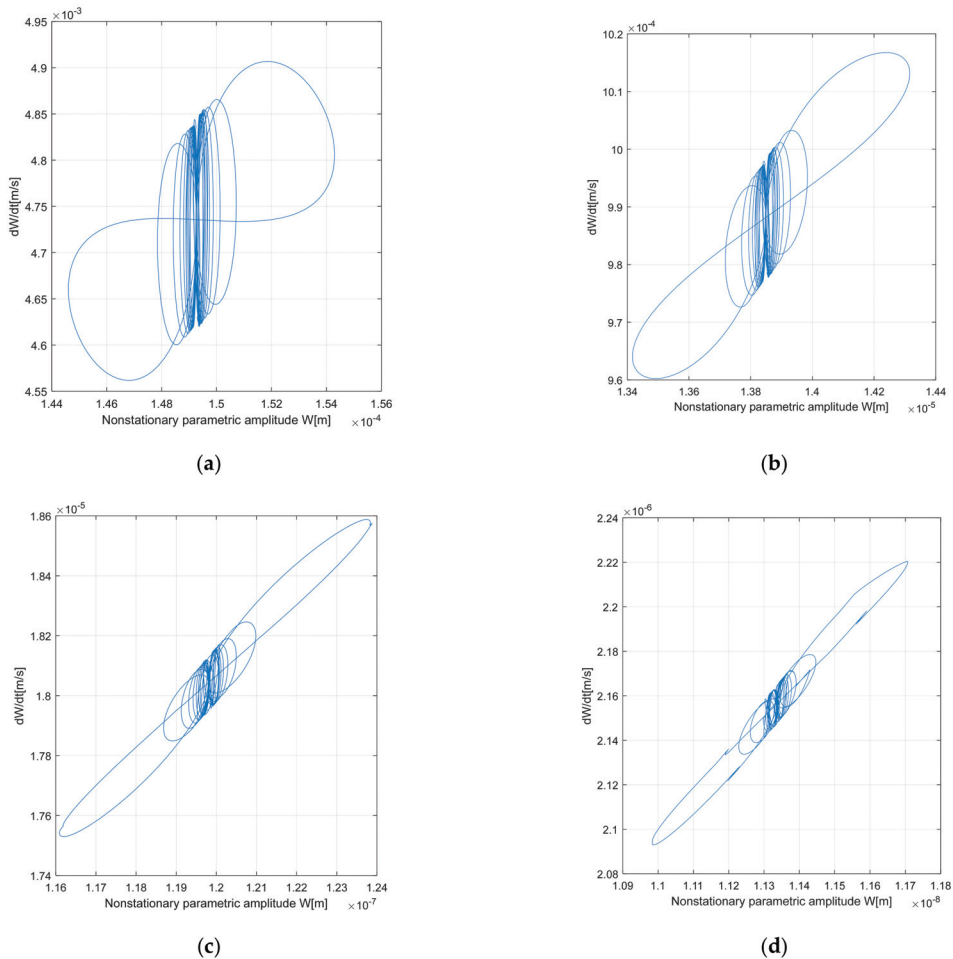 ×10-3
4.95
4.9
4.85
4.8
4.75
4.7
4.65
4.6
4.55
dW/dt[m/s]
1.44 1.46 1.48 1.5 1.52 1.54 1.56
Nonstationary parametric amplitude W[m] ×10-4
(a)
×10-4
10.2
10.1
10
9.9
9.8
9.7
9.6
dW/dt[m/s]
1.34 1.36 1.38 1.4 1.42 1.44
Nonstationary parametric amplitude W[m] ×10-5
(b)
×10-5
1.86
1.84
1.82
1.8
1.78
1.76
1.74
dW/dt[m/s]
1.16 1.17 1.18 1.19 1.2 1.21 1.22 1.23 1.24
Nonstationary parametric amplitude W[m] ×10-7
(c)
×10-6
2.24
2.22
2.2
2.18
2.16
2.14
2.12
2.1
2.08
dW/dt[m/s]
1.09 1.1 1.11 1.12 1.13 1.14 1.15 1.16 1.17 1.18
Nonstationary parametric amplitude W[m] ×10-8
(d)